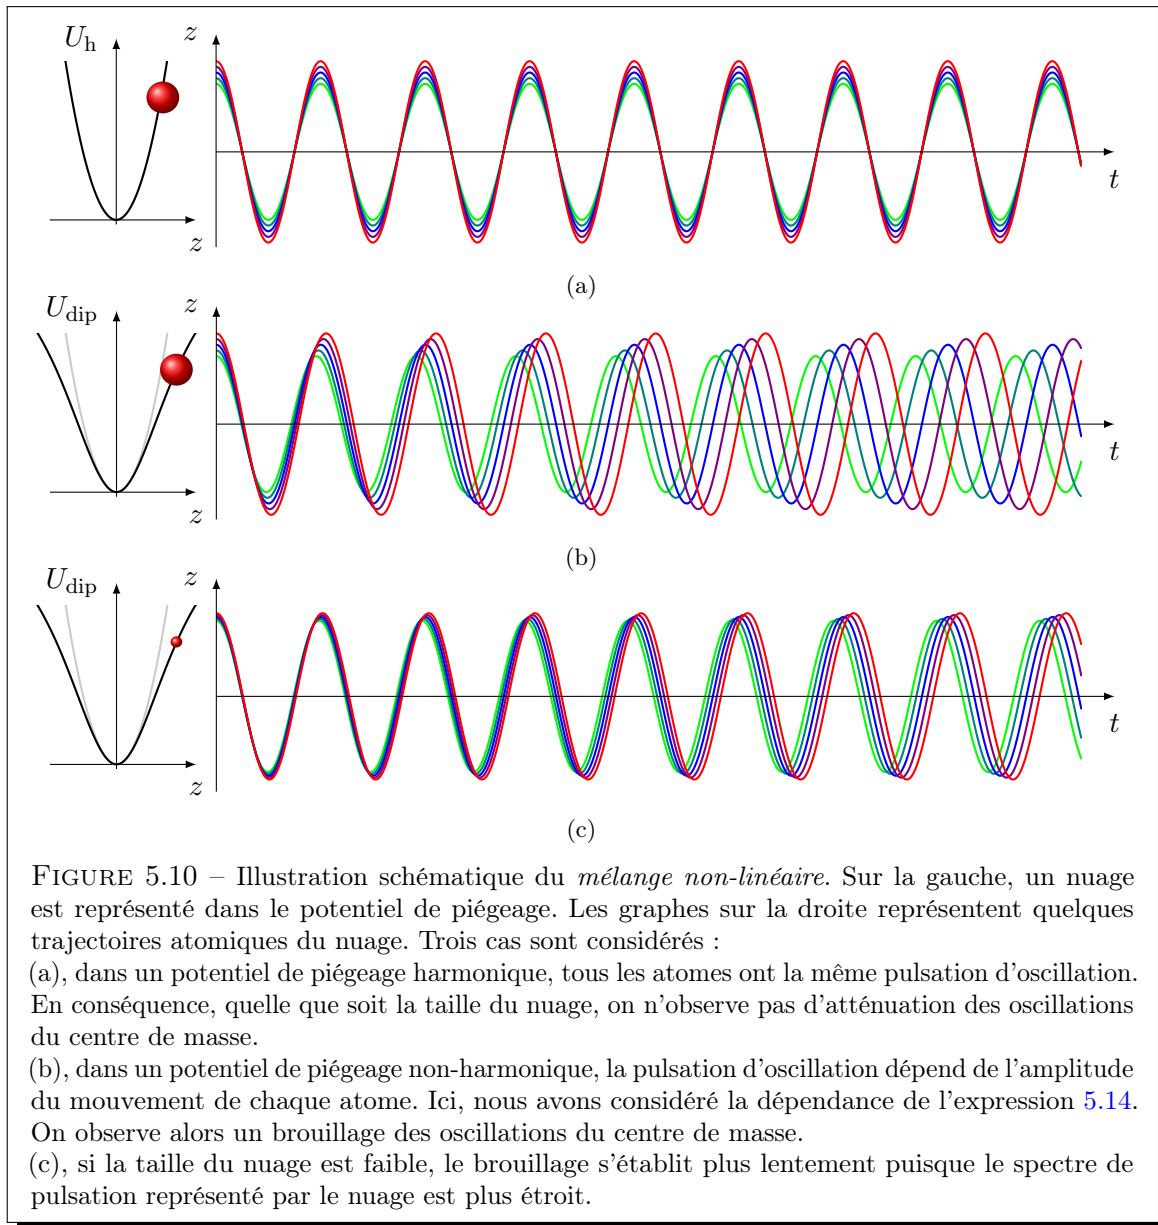 U_h
z
t
z
(a)
U_dip
z
t
z
(b)
U_dip
z
t
z
(c)
FIGURE 5.10 – Illustration schématique du mélange non-linéaire. Sur la gauche, un nuage
est représenté dans le potentiel de piégeage. Les graphes sur la droite représentent quelques
trajectoires atomiques du nuage. Trois cas sont considérés :
(a), dans un potentiel de piégeage harmonique, tous les atomes ont la même pulsation d'oscillation.
En conséquence, quelle que soit la taille du nuage, on n'observe pas d'atténuation des oscillations
du centre de masse.
(b), dans un potentiel de piégeage non-harmonique, la pulsation d'oscillation dépend de l'amplitude
du mouvement de chaque atome. Ici, nous avons considéré la dépendance de l'expression 5.14.
On observe alors un brouillage des oscillations du centre de masse.
(c), si la taille du nuage est faible, le brouillage s'établit plus lentement puisque le spectre de
pulsation représenté par le nuage est plus étroit.